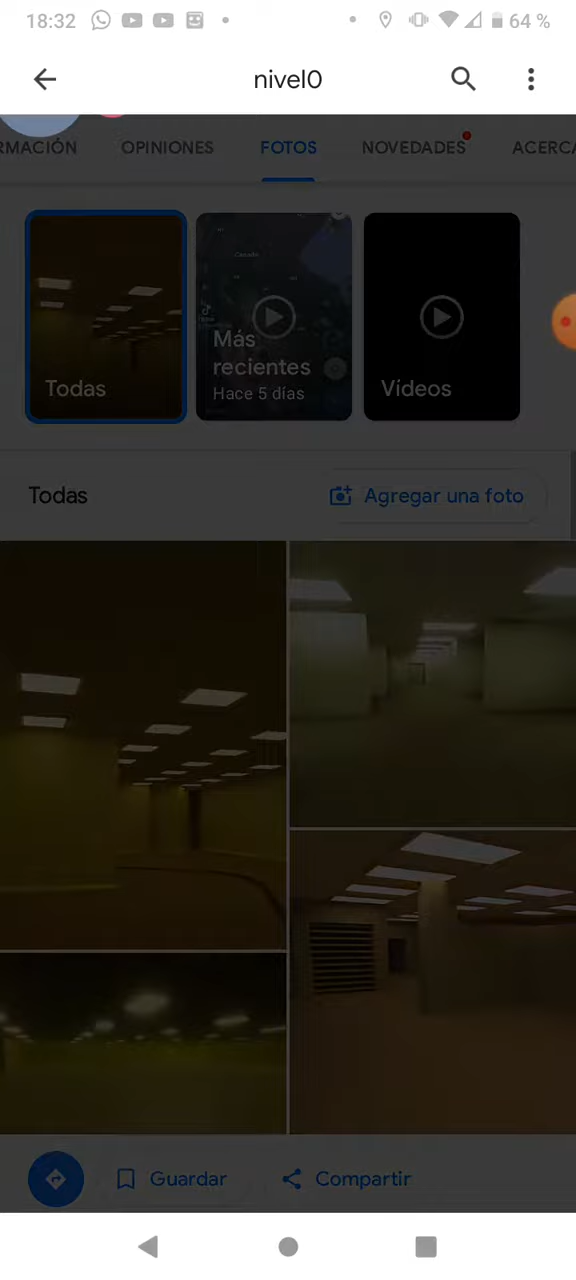 18:32
64 %
nivel0
RMACIÓN
OPINIONES
FOTOS
NOVEDADES
ACERCA
Todas
Más
recientes
Hace 5 días
Vídeos
Todas
Agregar una foto
Guardar
Compartir